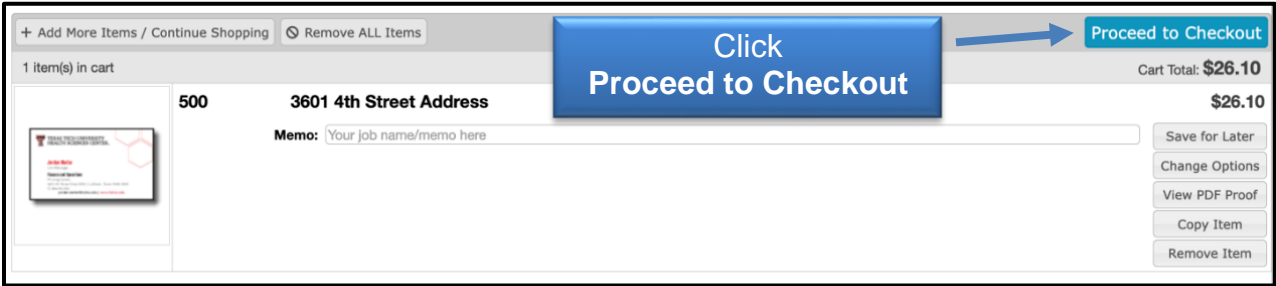 + Add More Items / Continue Shopping
Remove ALL Items
Click
Proceed to Checkout
Proceed to Checkout
1 item(s) in cart
Cart Total: $26.10
500
3601 4th Street Address
$26.10
Memo: Your job name/memo here
TEXAS TECH UNIVERSITY
HEALTH SCIENCES CENTER
Save for Later
Change Options
View PDF Proof
Copy Item
Remove Item